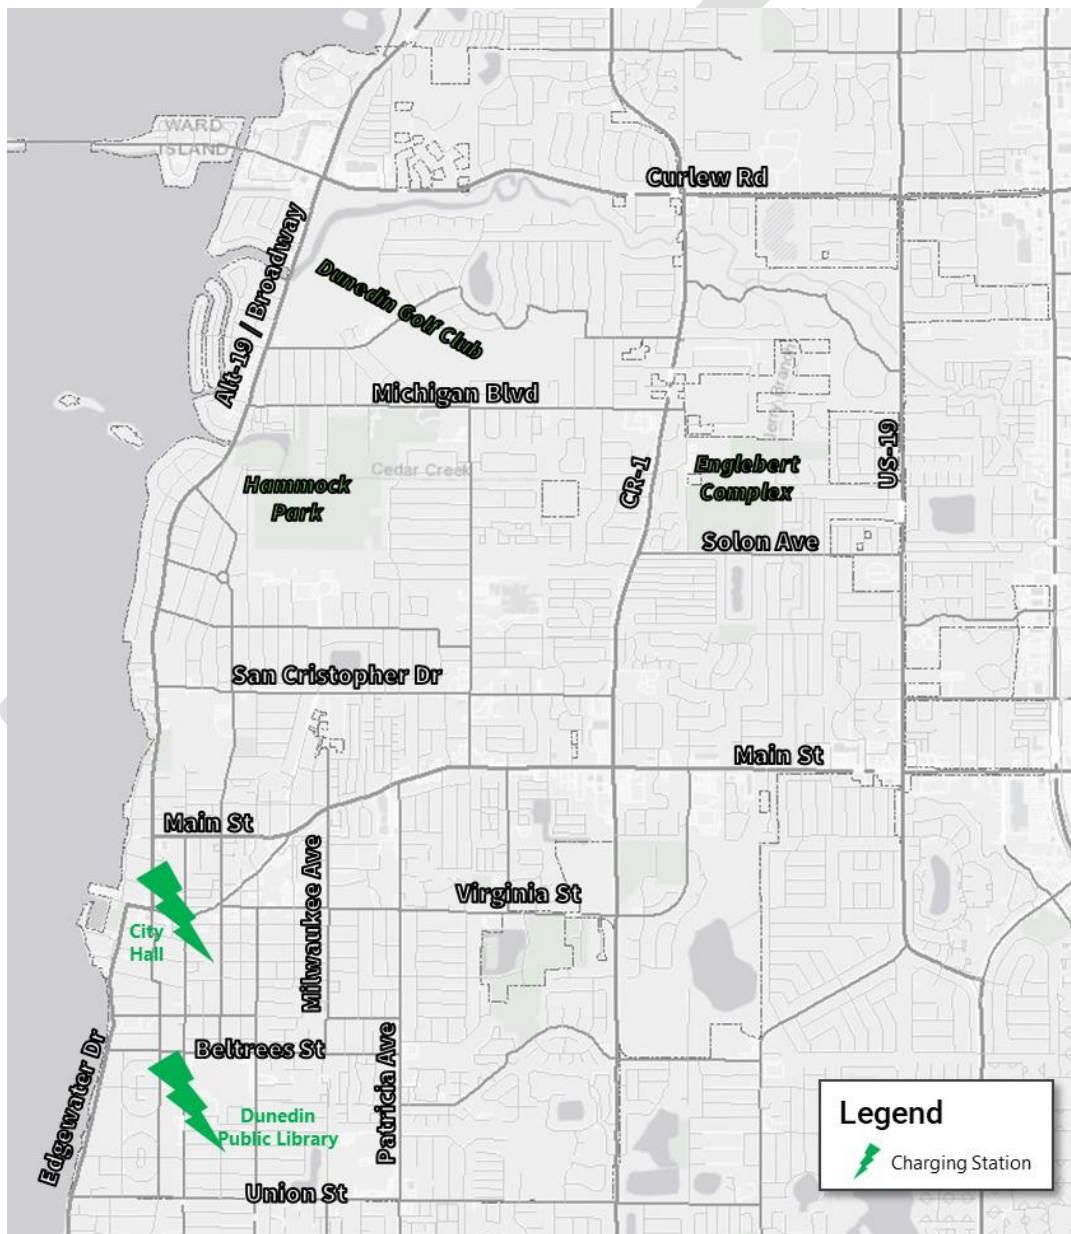 WARD
ISLAND
Curlew Rd
Alt-19 | Broadway
Dunedin Golf Club
Michigan Blvd
Jerry Branch
US-19
CR-1
Englebert
Complex
Cedar Creek
Hammock
Park
Solon Ave
San Cristopher Dr
Main St
Main St
Milwaukee Ave
Virginia St
City
Hall
Edgewater Dr
Beltrees St
Patricia Ave
Dunedin
Public Library
Union St
Legend
Charging Station